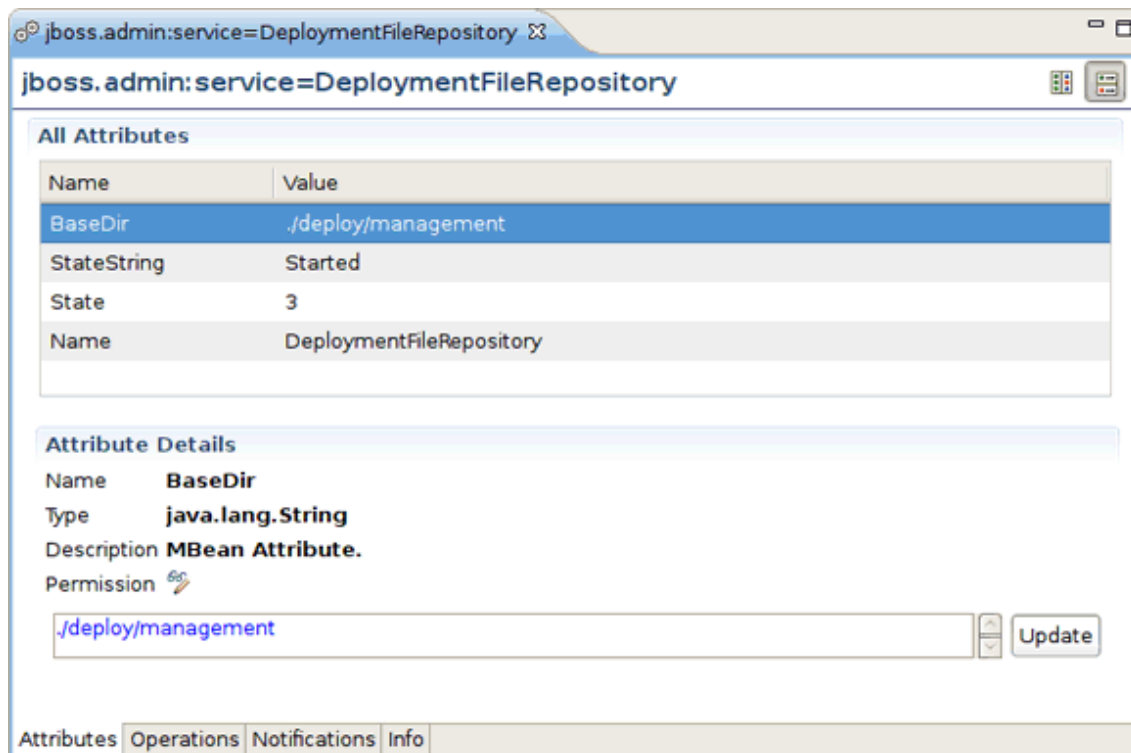 jboss.admin:service=DeploymentFileRepository
jboss.admin:service=DeploymentFileRepository
All Attributes
Name Value
BaseDir ./deploy/management
StateString Started
State 3
Name DeploymentFileRepository
Attribute Details
Name BaseDir
Type java.lang.String
Description MBean Attribute.
Permission
./deploy/management Update
Attributes Operations Notifications Info